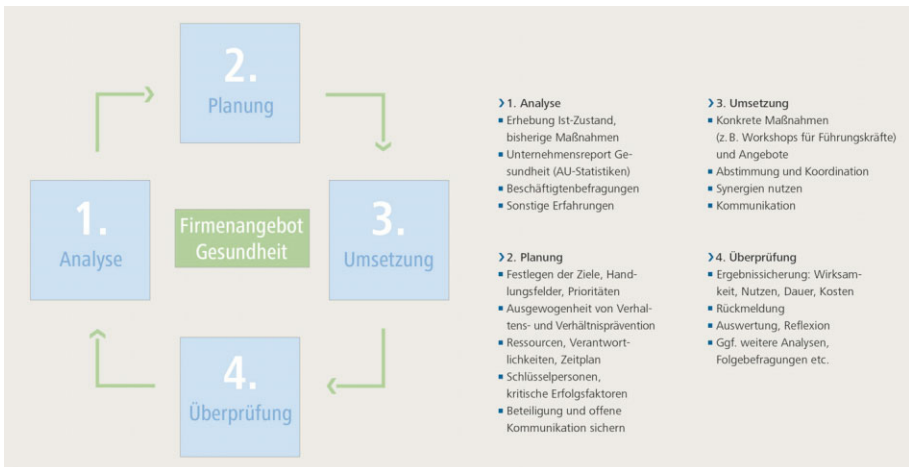 2.
Planung
1.
Analyse
Firmenangebot
Gesundheit
3.
Umsetzung
4.
Überprüfung
❯ 1. Analyse
▪ Erhebung Ist-Zustand,
bisherige Maßnahmen
▪ Unternehmensreport Ge-
sundheit (AU-Statistiken)
▪ Beschäftigtenbefragungen
▪ Sonstige Erfahrungen
❯ 2. Planung
▪ Festlegen der Ziele, Hand-
lungsfelder, Prioritäten
▪ Ausgewogenheit von Verhal-
tens- und Verhältnisprävention
▪ Ressourcen, Verantwort-
lichkeiten, Zeitplan
▪ Schlüsselpersonen,
kritische Erfolgsfaktoren
▪ Beteiligung und offene
Kommunikation sichern
❯ 3. Umsetzung
▪ Konkrete Maßnahmen
(z. B. Workshops für Führungskräfte)
und Angebote
▪ Abstimmung und Koordination
▪ Synergien nutzen
▪ Kommunikation
❯ 4. Überprüfung
▪ Ergebnissicherung: Wirksam-
keit, Nutzen, Dauer, Kosten
▪ Rückmeldung
▪ Auswertung, Reflexion
▪ Ggf. weitere Analysen,
Folgebefragungen etc.